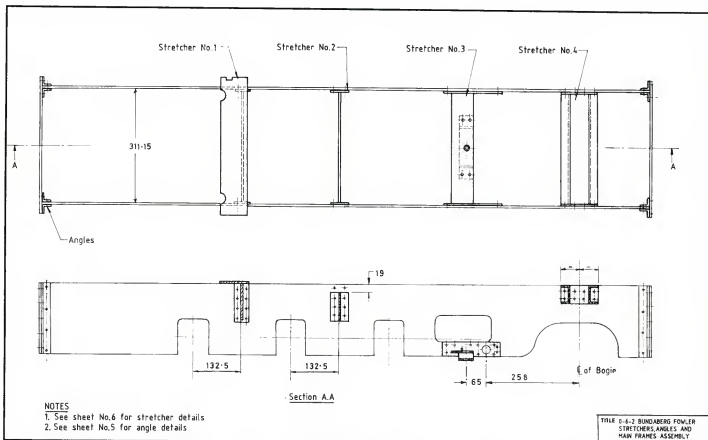 Stretcher No.1
Stretcher No.2
Stretcher No.3
Stretcher No.4
311·15
A
A
Angles
19
132·5
132·5
65
258
℄ of Bogie
Section A.A
NOTES
1. See sheet No.6 for stretcher details
2. See sheet No.5 for angle details
TITLE 0-6-2 BUNDABERG FOWLER
STRETCHERS, ANGLES AND
MAIN FRAMES ASSEMBLY